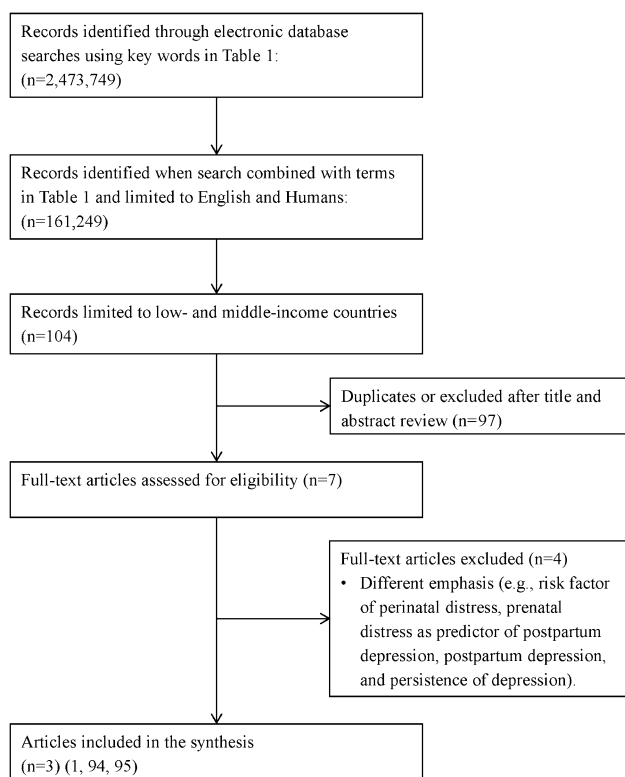 Records identified through electronic database
searches using key words in Table 1:
(n=2,473,749)
Records identified when search combined with terms
in Table 1 and limited to English and Humans:
(n=161,249)
Records limited to low- and middle-income countries
(n=104)
Duplicates or excluded after title and
abstract review (n=97)
Full-text articles assessed for eligibility (n=7)
Full-text articles excluded (n=4)
• Different emphasis (e.g., risk factor
of perinatal distress, prenatal
distress as predictor of postpartum
depression, postpartum depression,
and persistence of depression).
Articles included in the synthesis
(n=3) (1, 94, 95)